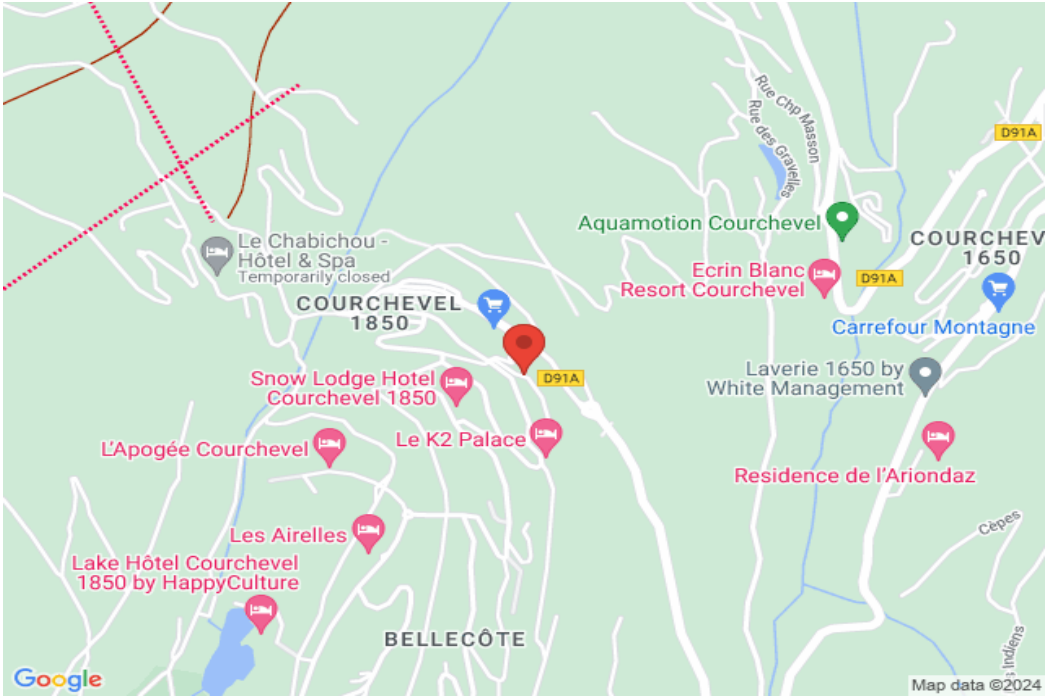 Rue Chp Masson
Rue des Gravelles
D91A
Aquamotion Courchevel
COURCHEV
1650
Le Chabichou -
Hôtel & Spa
Temporarily closed
Ecrin Blanc
Resort Courchevel
D91A
COURCHEVEL
1850
Carrefour Montagne
Snow Lodge Hotel
Courchevel 1850
D91A
Laverie 1650 by
White Management
L'Apogée Courchevel
Le K2 Palace
Residence de l'Ariondaz
Les Airelles
Cèpes
Lake Hôtel Courchevel
1850 by HappyCulture
BELLECÔTE
s Indiens
Google
Map data ©2024